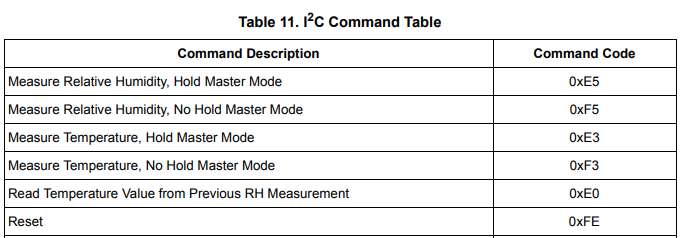 Table 11. I2C Command Table
Command Description Command Code
Measure Relative Humidity, Hold Master Mode 0xE5
Measure Relative Humidity, No Hold Master Mode 0xF5
Measure Temperature, Hold Master Mode 0xE3
Measure Temperature, No Hold Master Mode 0xF3
Read Temperature Value from Previous RH Measurement 0xE0
Reset 0xFE